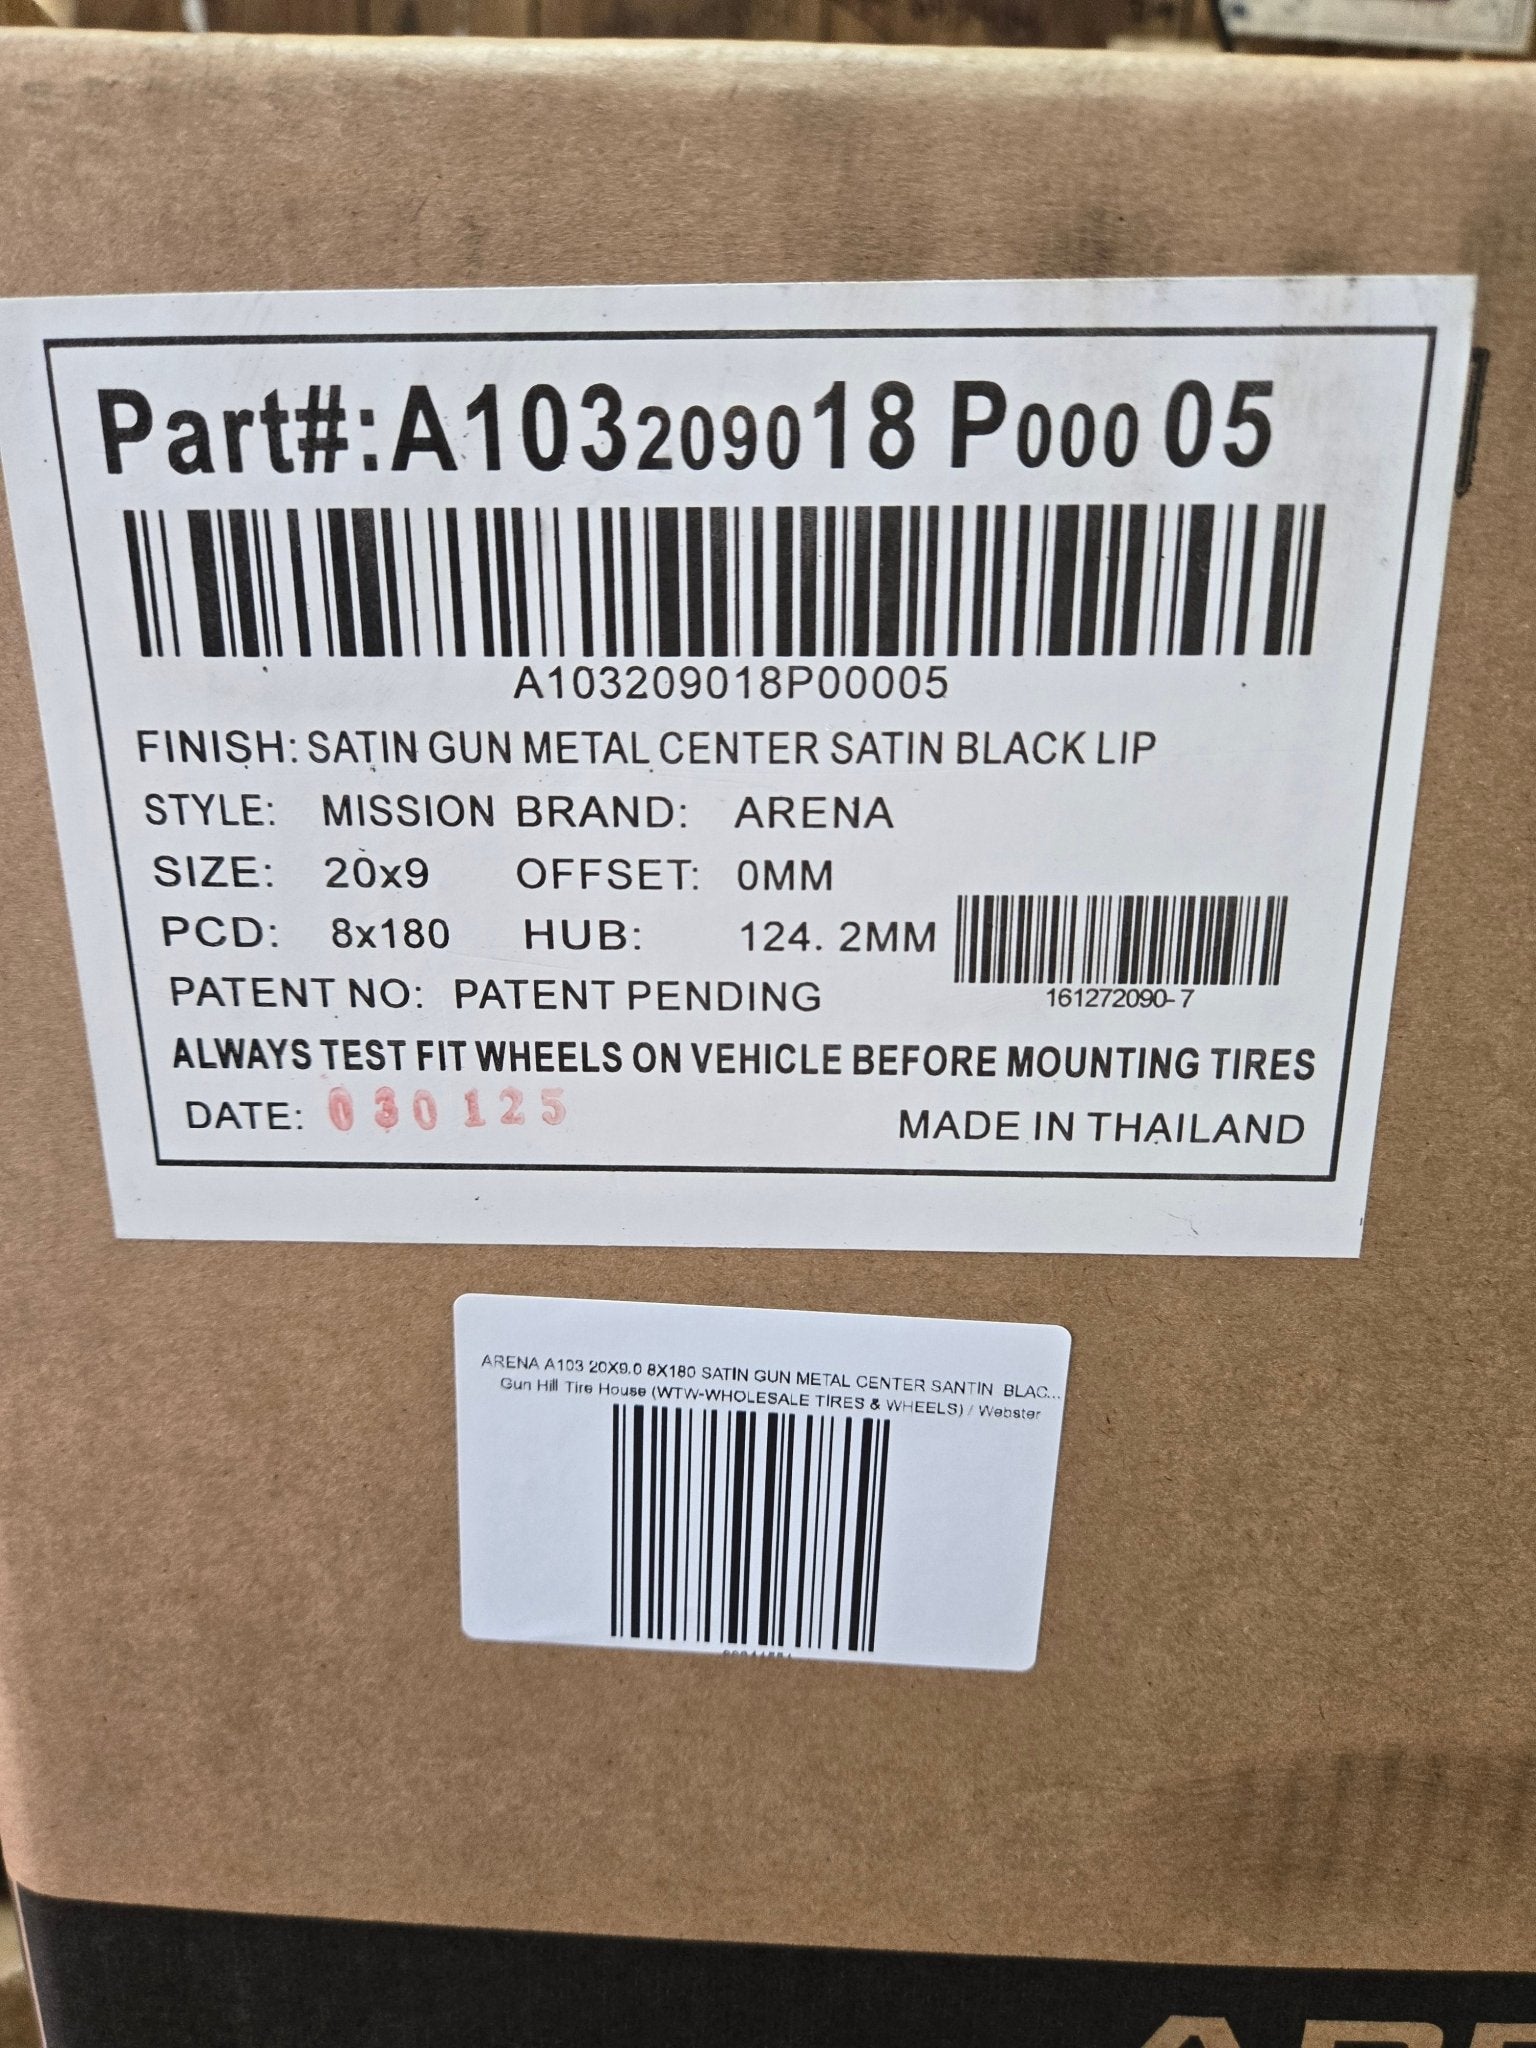 Part#:A103209018 P000 05
A103209018P00005
FINISH: SATIN GUN METAL CENTER SATIN BLACK LIP
STYLE: MISSION BRAND: ARENA
SIZE: 20x9 OFFSET: 0MM
PCD: 8x180 HUB: 124. 2MM
161272090-7
PATENT NO: PATENT PENDING
ALWAYS TEST FIT WHEELS ON VEHICLE BEFORE MOUNTING TIRES
DATE: 030125 MADE IN THAILAND
ARENA A103 20X9.0 8X180 SATIN GUN METAL CENTER SANTIN BLAC...
Gun Hill Tire House (WTW-WHOLESALE TIRES & WHEELS) / Webster